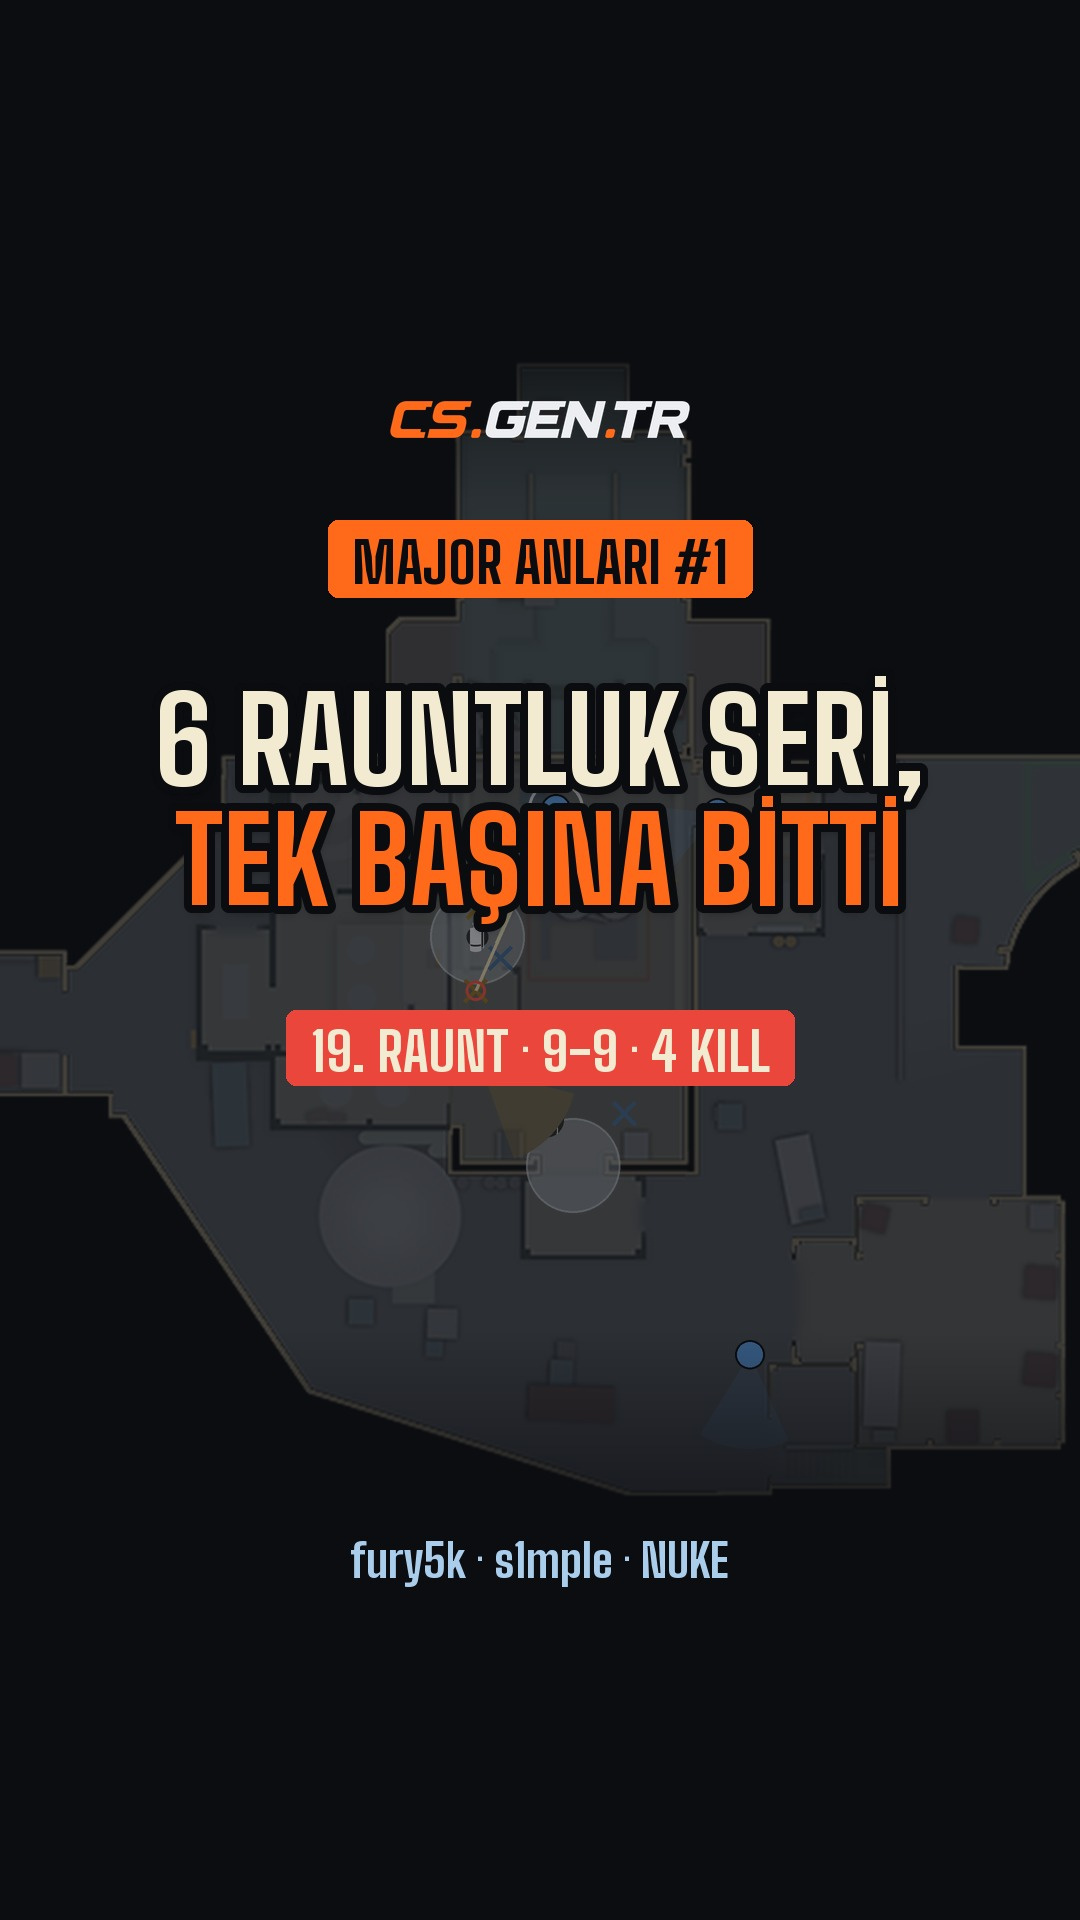 CS.GEN.TR
MAJOR ANLARI #1
6 RAUNTLUK SERİ,
TEK BAŞINA BİTTİ
19. RAUNT · 9–9 · 4 KILL
fury5k · s1mple · NUKE